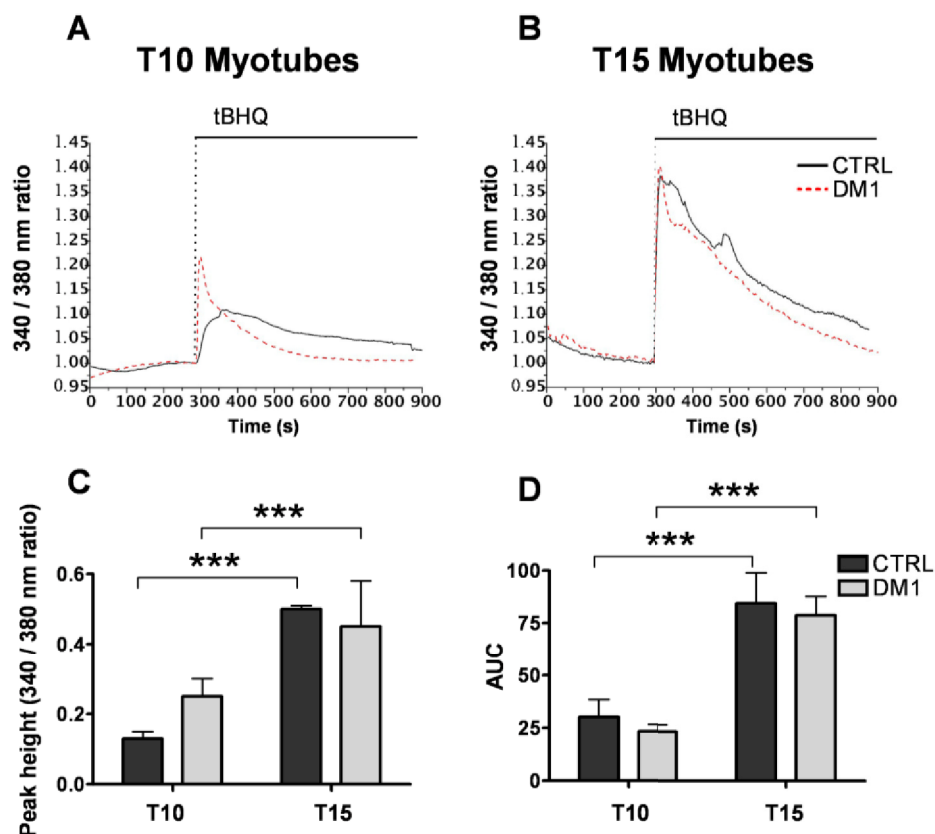 A
T10 Myotubes
B
T15 Myotubes
tBHQ
340 / 380 nm ratio
1.45
1.40
1.35
1.30
1.25
1.20
1.15
1.10
1.05
1.00
0.95
0 100 200 300 400 500 600 700 800 900
Time (s)
tBHQ
CTRL
DM1
340 / 380 nm ratio
1.45
1.40
1.35
1.30
1.25
1.20
1.15
1.10
1.05
1.00
0.95
0 100 200 300 400 500 600 700 800 900
Time (s)
C
***
***
Peak height (340 / 380 nm ratio)
0.6
0.4
0.2
0.0
T10 T15
D
***
***
CTRL
DM1
AUC
100
75
50
25
0
T10 T15